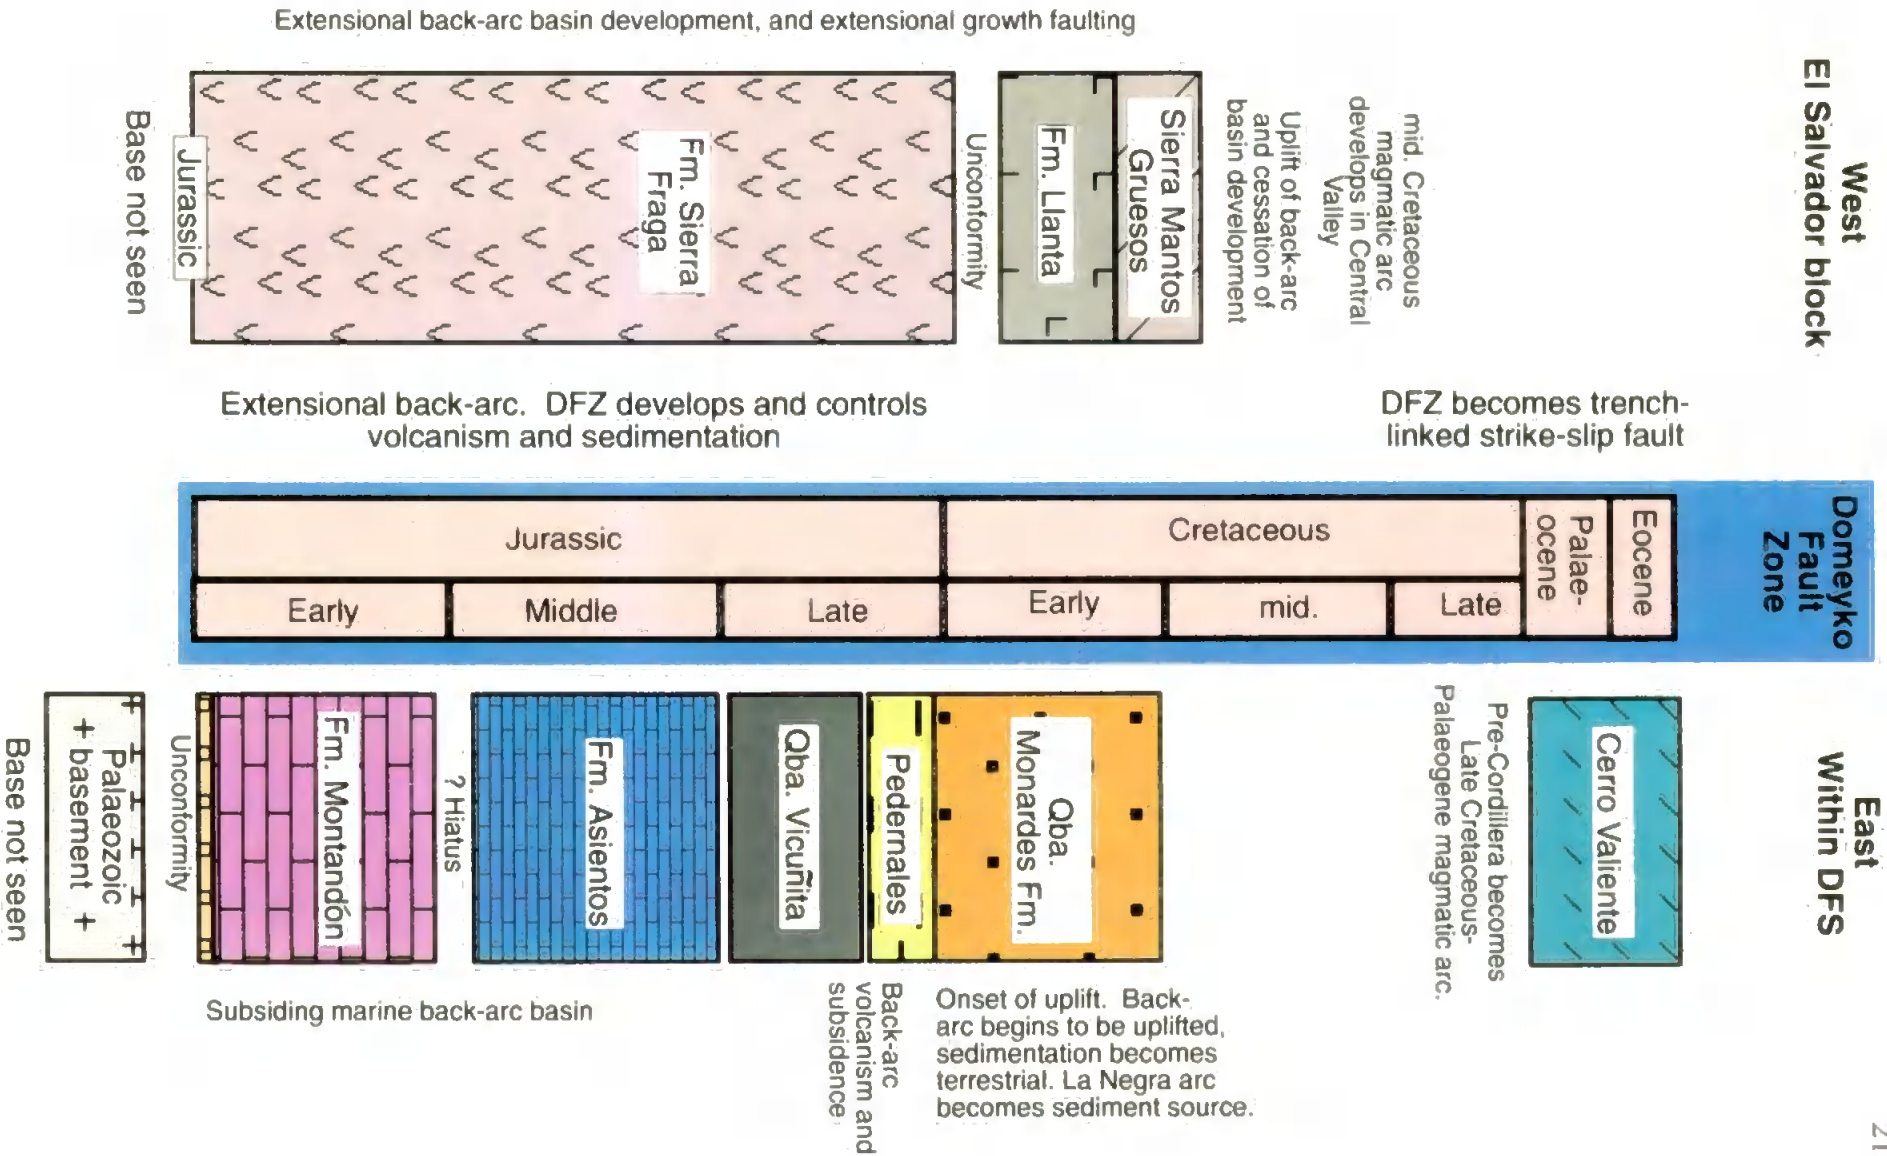 West
El Salvador block
mid. Cretaceous
magmatic arc
develops in Central
Valley
Uplift of back-arc
and cessation of
basin development
Sierra Mantos
Gruesos
Fm. Llanta
Unconformity
Fm. Sierra
Fraga
Jurassic
Base not seen
Extensional back-arc basin development, and extensional growth faulting
Extensional back-arc. DFZ develops and controls
volcanism and sedimentation
DFZ becomes trench-
linked strike-slip fault
Domeyko
Fault
Zone
Eocene
Palae-
ocene
Cretaceous
Late
mid.
Early
Jurassic
Late
Middle
Early
East
Within DFS
Cerro Valiente
Pre-Cordillera becomes
Late Cretaceous-
Palaeogene magmatic arc.
Qba.
Monardes Fm.
Pedernales
Qba. Vicuñita
Fm. Asientos
? Hiatus
Fm. Montandón
Unconformity
Palaeozoic
+ basement +
Base not seen
Subsiding marine back-arc basin
Back-arc
volcanism and
subsidence
Onset of uplift. Back-
arc begins to be uplifted,
sedimentation becomes
terrestrial. La Negra arc
becomes sediment source.
21